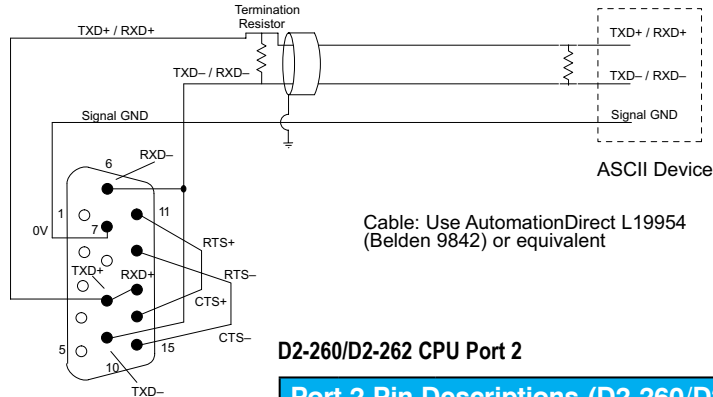 Termination
Resistor
TXD+ / RXD+
TXD+ / RXD+
TXD– / RXD–
TXD– / RXD–
Signal GND
Signal GND
ASCII Device
RXD–
6
1
11
0V
7
RTS+
TXD+
RXD+
RTS–
CTS+
CTS–
5
10
15
TXD–
Cable: Use AutomationDirect L19954
(Belden 9842) or equivalent
D2-260/D2-262 CPU Port 2